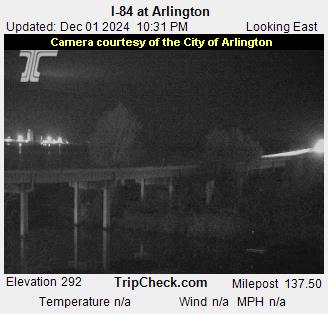 I-84 at Arlington
Updated: Dec 01 2024 10:31 PM Looking East
Camera courtesy of the City of Arlington
Elevation 292 TripCheck.com Milepost 137.50
Temperature n/a Wind n/a MPH n/a